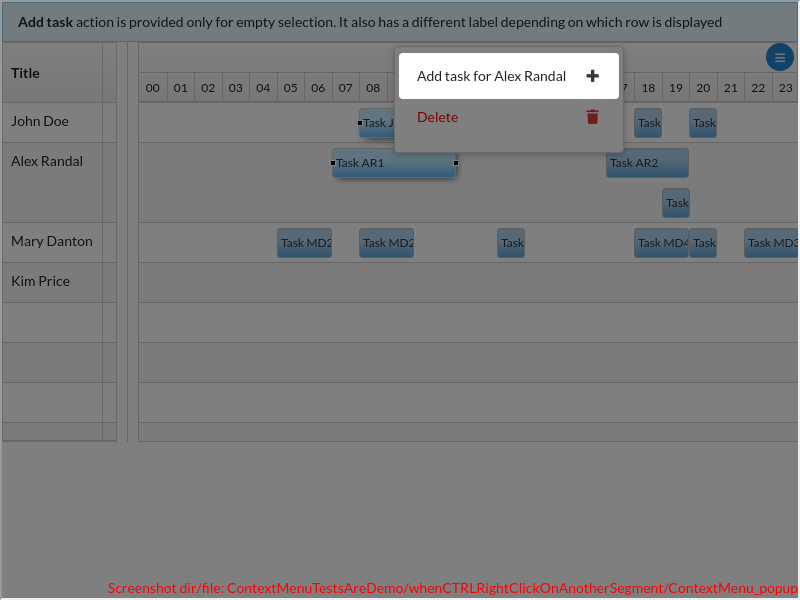 Add task action is provided only for empty selection. It also has a different label depending on which row is displayed
Title
00 01 02 03 04 05 06 07 08 18 19 20 21 22 23
Add task for Alex Randal
Delete
John Doe
Task J
Task
Task
Alex Randal
Task AR1
Task AR2
Task
Mary Danton
Task MD2
Task MD2
Task
Task MD4
Task
Task MD3
Kim Price
Screenshot dir/file: ContextMenuTestsAreDemo/whenCTRLRightClickOnAnotherSegment/ContextMenu_popup